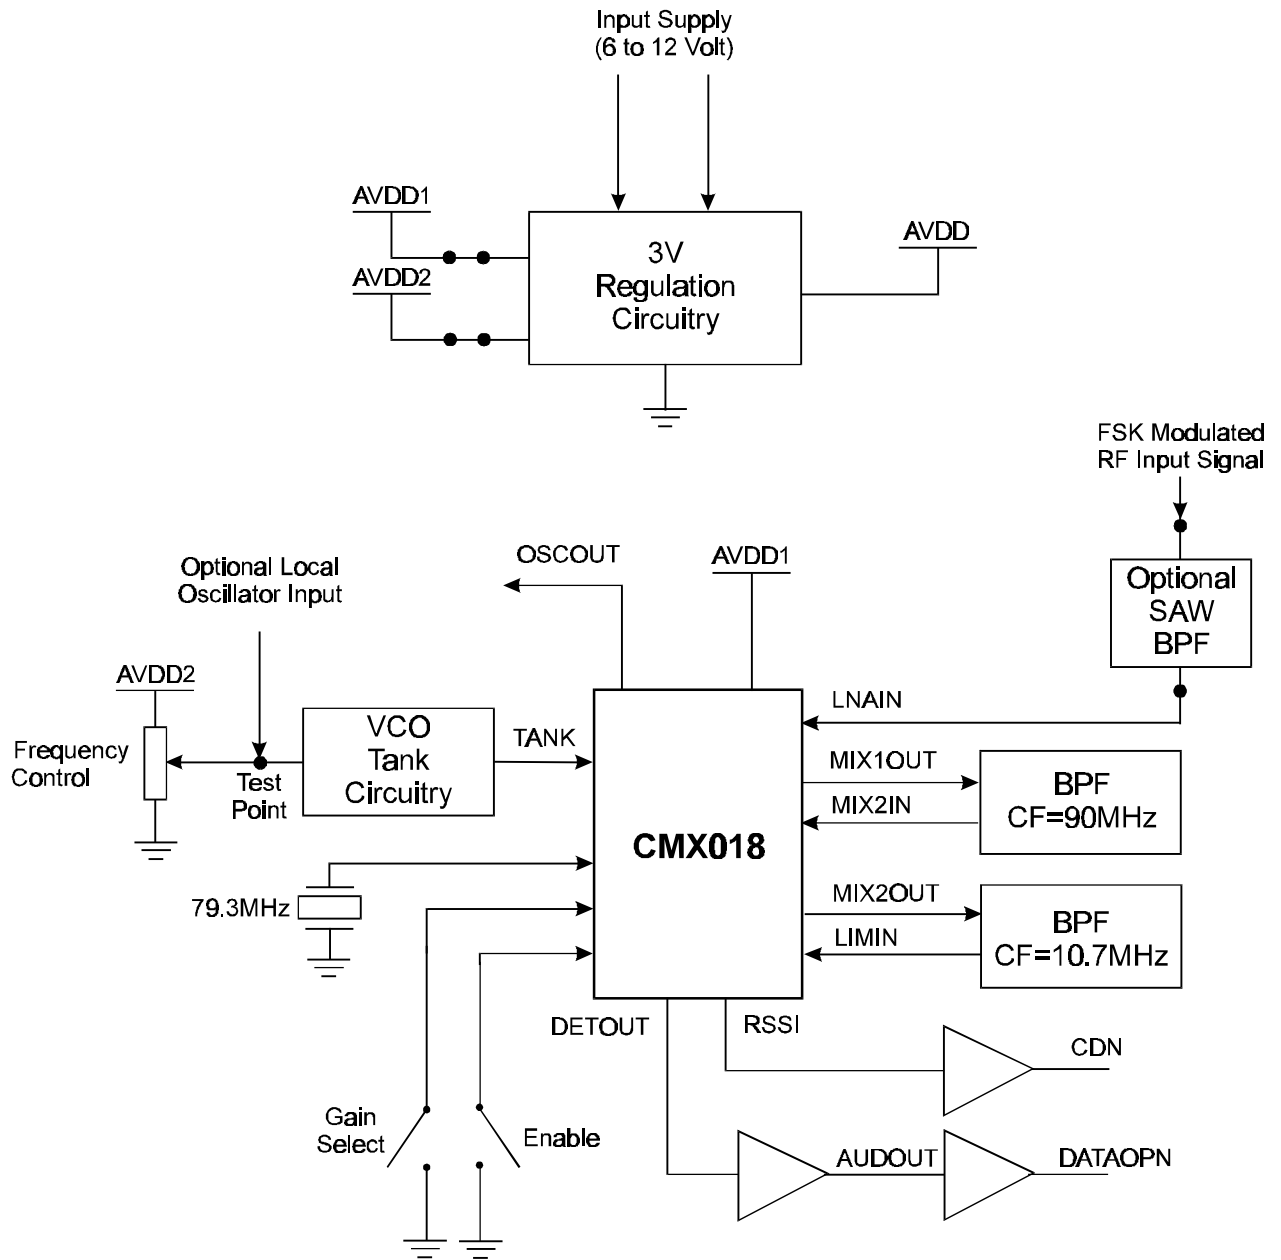 Input Supply
(6 to 12 Volt)
AVDD1
AVDD2
3V
Regulation
Circuitry
AVDD
FSK Modulated
RF Input Signal
Optional
SAW
BPF
OSCOUT
AVDD1
Optional Local
Oscillator Input
AVDD2
Frequency
Control
Test
Point
VCO
Tank
Circuitry
TANK
CMX018
LNAIN
MIX1OUT
MIX2IN
BPF
CF=90MHz
79.3MHz
MIX2OUT
LIMIN
BPF
CF=10.7MHz
DETOUT
RSSI
CDN
Gain
Select
Enable
AUDOUT
DATAOPN